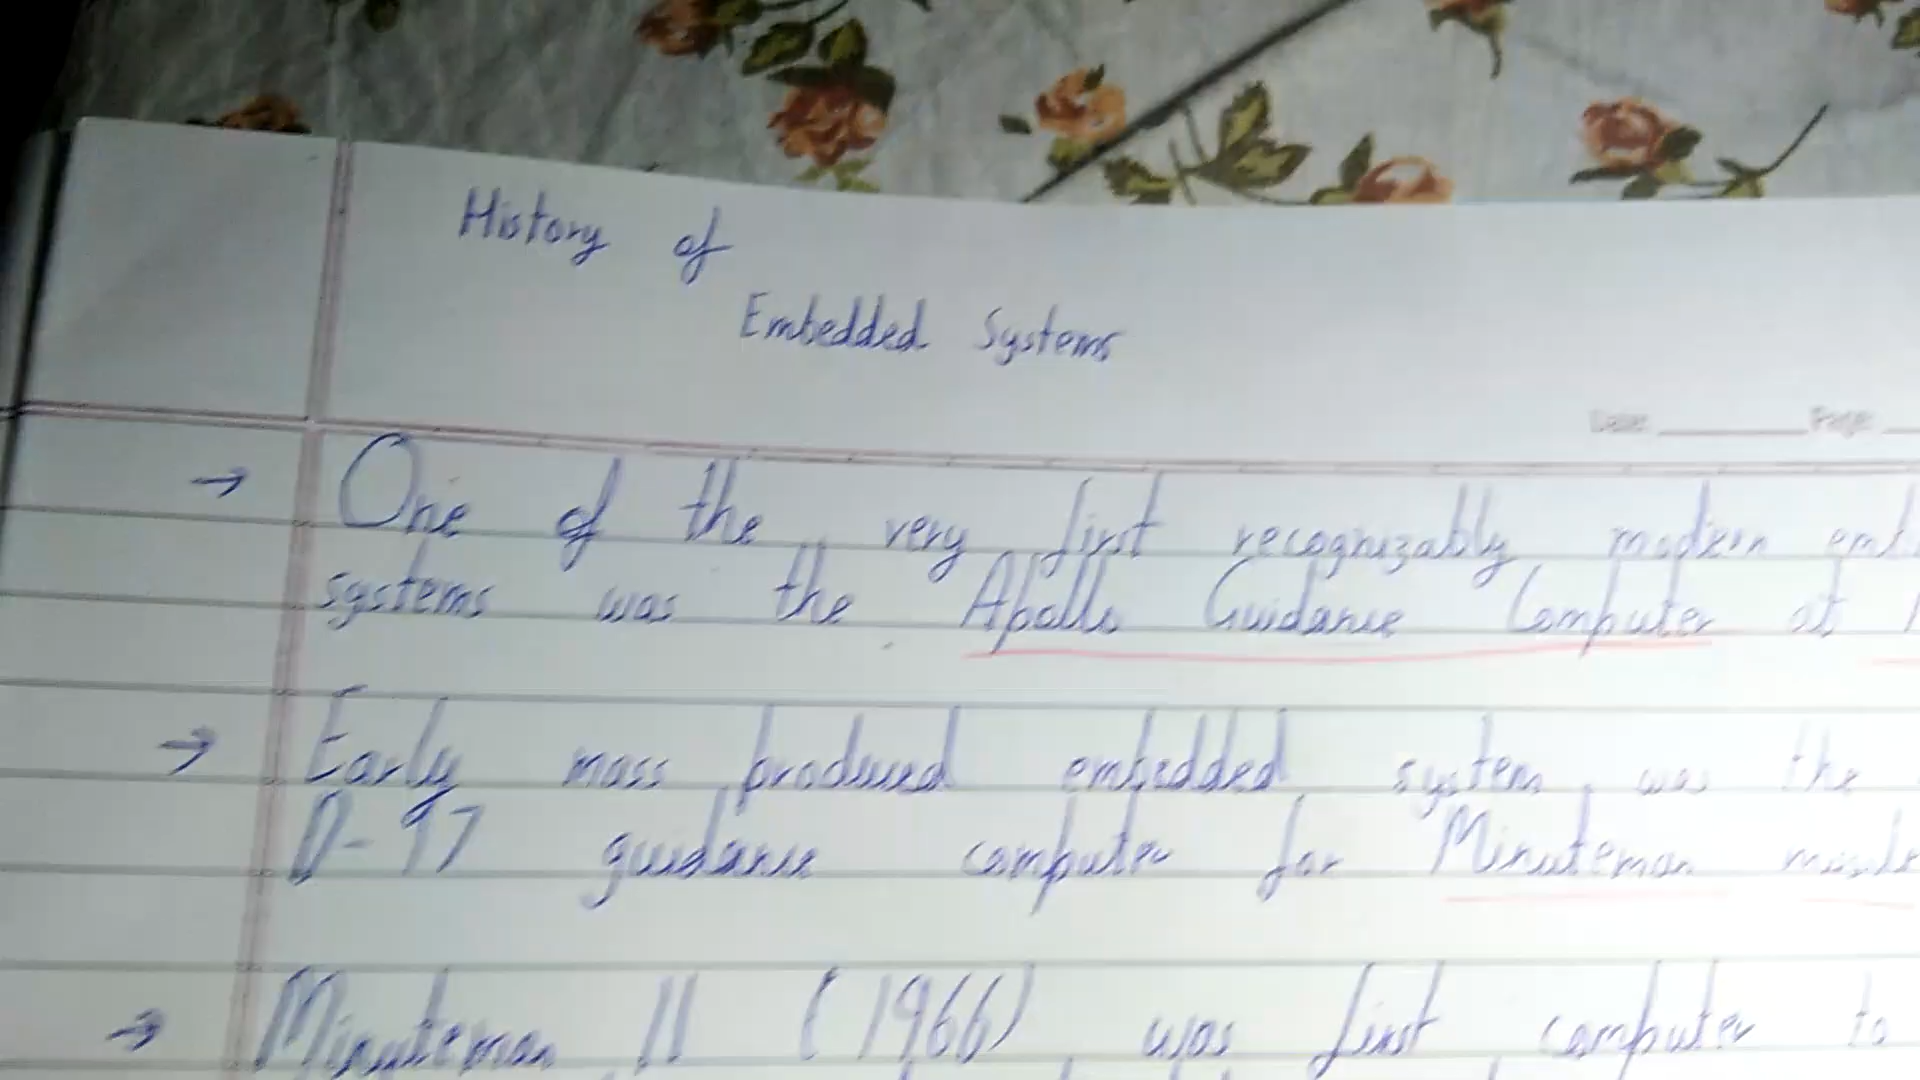 History of
Embedded Systems
Date: Page:
→ One of the very first recognizably modern
systems was the Apollo Guidance Computer at
→ Early mass produced embedded system, was the
D-97 guidance computer for Minuteman
→ Minuteman II (1966) was first computer to